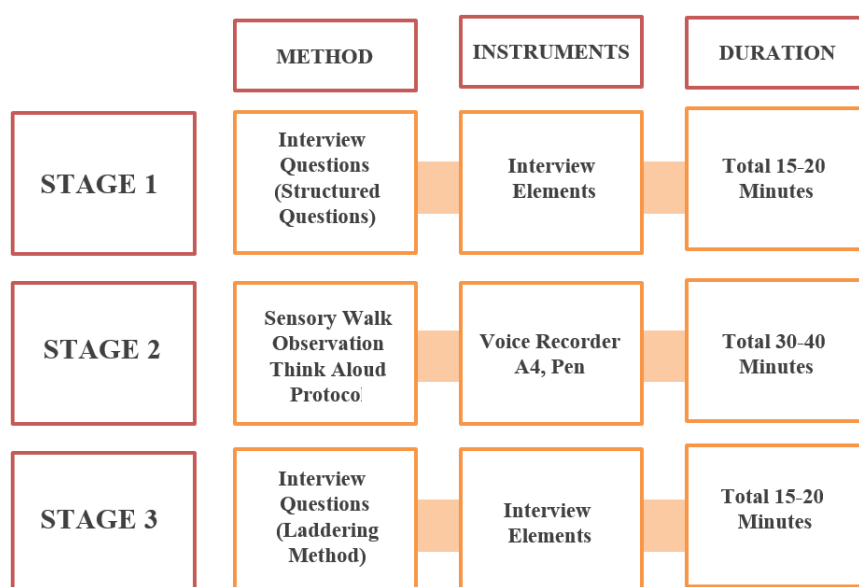 METHOD
INSTRUMENTS
DURATION
STAGE 1
Interview
Questions
(Structured
Questions)
Interview
Elements
Total 15-20
Minutes
STAGE 2
Sensory Walk
Observation
Think Aloud
Protocol
Voice Recorder
A4, Pen
Total 30-40
Minutes
STAGE 3
Interview
Questions
(Laddering
Method)
Interview
Elements
Total 15-20
Minutes